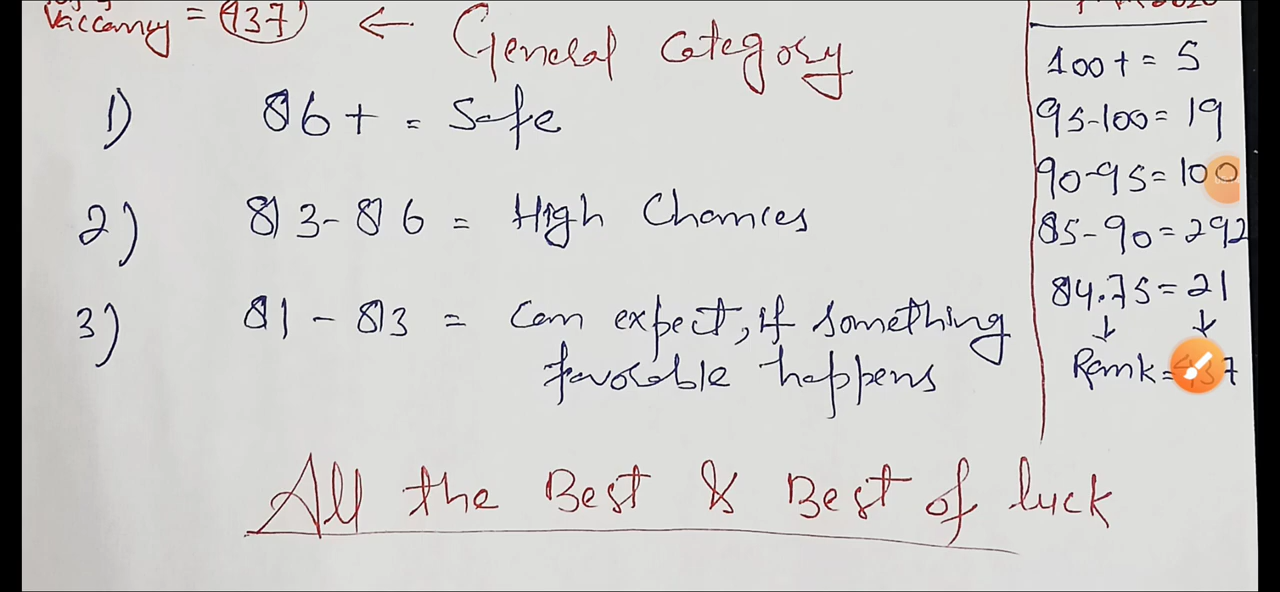 Vaccancy = 437 ← General Category
1) 86+ = Safe
2) 83-86 = High Chances
3) 81-83 = Can expect, if something
favorable happens
All the Best & Best of luck
100+ = 5
95-100 = 19
90-95 = 100
85-90 = 292
84.75 = 21
↓ ↓
Rank = 437